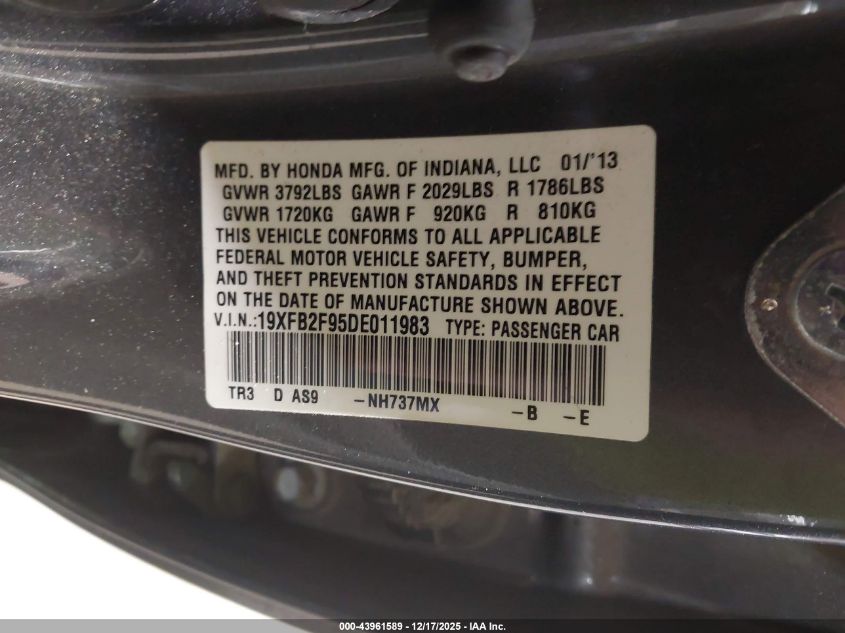 MFD. BY HONDA MFG. OF INDIANA, LLC 01/'13
GVWR 3792LBS GAWR F 2029LBS R 1786LBS
GVWR 1720KG GAWR F 920KG R 810KG
THIS VEHICLE CONFORMS TO ALL APPLICABLE
FEDERAL MOTOR VEHICLE SAFETY, BUMPER,
AND THEFT PREVENTION STANDARDS IN EFFECT
ON THE DATE OF MANUFACTURE SHOWN ABOVE.
V.I.N.:19XFB2F95DE011983 TYPE: PASSENGER CAR
TR3 D AS9 -NH737MX -B -E
000-43961589 - 12/17/2025 - IAA Inc.